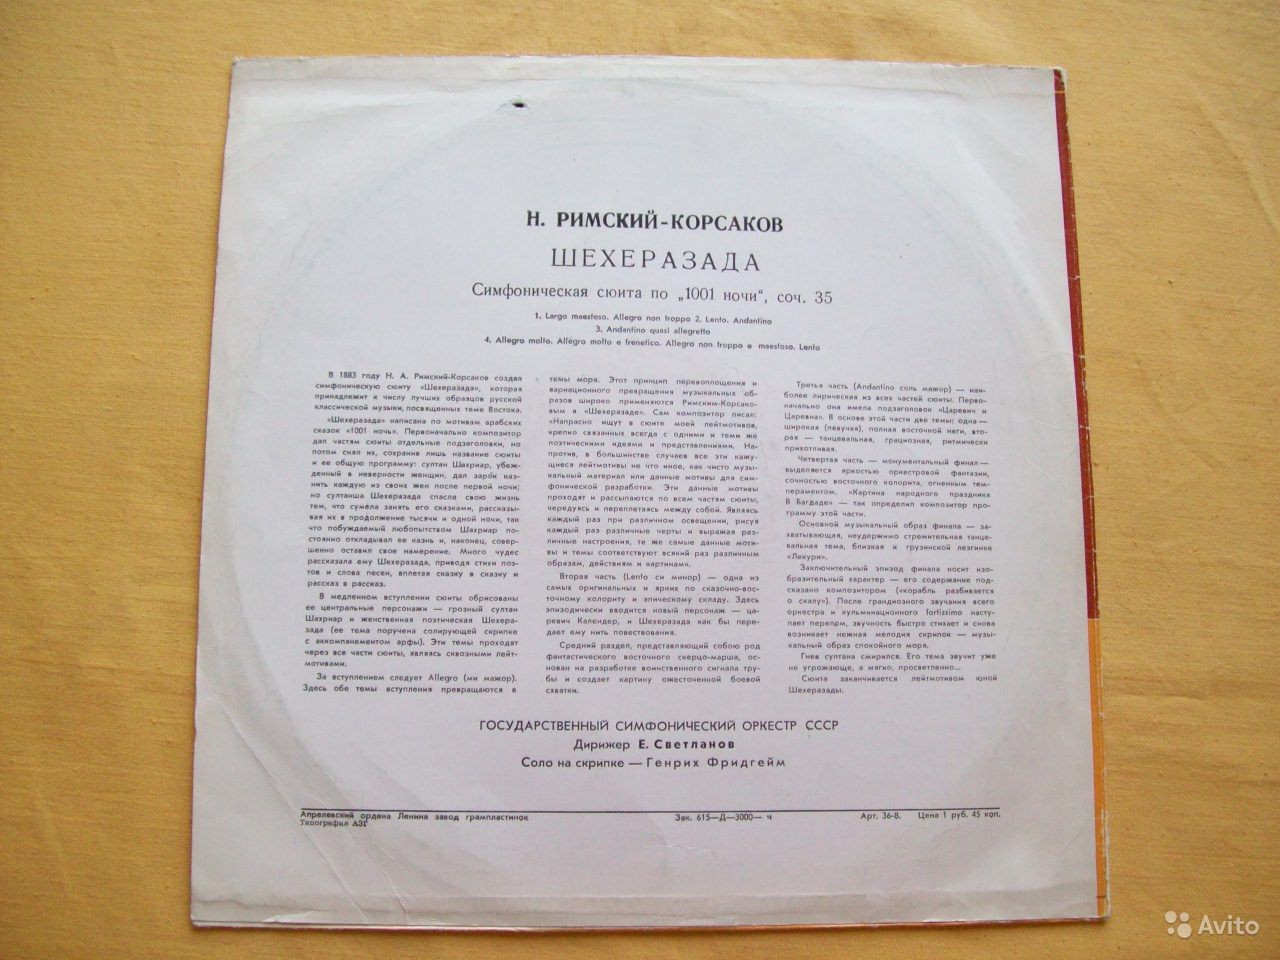 Н. РИМСКИЙ-КОРСАКОВ
ШЕХЕРАЗАДА
Симфоническая сюита по „1001 ночи“, соч. 35
1. Largo maestoso. Allegro non troppo 2. Lento. Andantino
3. Andantino quasi allegretto
4. Allegro molto. Allegro molto e frenetico. Allegro non troppo e maestoso. Lento
В 1883 году Н. А. Римский-Корсаков создал
симфоническую сюиту «Шехеразада», которая
принадлежит к числу лучших образцов русской
классической музыки, посвященных теме Востока.
«Шехеразада» написана по мотивам арабских
сказок «1001 ночь». Первоначально композитор
дал частям сюиты отдельные подзаголовки, но
потом снял их, сохранив лишь название сюиты
и ее общую программу: султан Шахриар, убеж-
денный в неверности женщин, дал зарок каз-
нить каждую из своих жен после первой ночи;
но султанша Шехеразада спасла свою жизнь
тем, что сумела занять его сказками, рассказы-
вая их в продолжение тысячи и одной ночи, так
что побуждаемый любопытством Шахриар по-
стоянно откладывал ее казнь и, наконец, совер-
шенно оставил свое намерение. Много чудес
рассказала ему Шехеразада, приводя стихи поэ-
тов и слова песен, вплетая сказку в сказку и
рассказ в рассказ.
В медленном вступлении сюиты обрисованы
ее центральные персонажи — грозный султан
Шахриар и женственная поэтическая Шехера-
зада (ее тема поручена солирующей скрипке
с аккомпанементом арфы). Эти темы проходят
через все части сюиты, являясь сквозными лейт-
мотивами.
За вступлением следует Allegro (ми мажор).
Здесь обе темы вступления превращаются в
темы моря. Этот принцип перевоплощения и
вариационного превращения музыкальных об-
разов широко применяются Римским-Корсако-
вым в «Шехеразаде». Сам композитор писал:
«Напрасно ищут в сюите моей лейтмотивов,
крепко связанных всегда с одними и теми же
поэтическими идеями и представлениями. На-
против, в большинстве случаев все эти кажу-
щиеся лейтмотивы не что иное, как чисто музы-
кальный материал или данные мотивы для сим-
фонической разработки. Эти данные мотивы
проходят и рассыпаются по всем частям сюиты,
чередуясь и переплетаясь между собой. Являясь
каждый раз при различном освещении, рисуя
каждый раз различные черты и выражая раз-
личные настроения, те же самые данные моти-
вы и темы соответствуют всякий раз различным
образам, действиям и картинам».
Вторая часть (Lento си минор) — одна из
самых оригинальных и ярких по сказочно-вос-
точному колориту и эпическому складу. Здесь
эпизодически вводится новый персонаж — ца-
ревич Календер, и Шехеразада как бы пере-
дает ему нить повествования.
Средний раздел, представляющий собою род
фантастического восточного скерцо-марша, ос-
нован на разработке воинственного сигнала тру-
бы и создает картину ожесточенной боевой
схватки.
Третья часть (Andantino соль мажор) — наи-
более лирическая из всех частей сюиты. Перво-
начально она имела подзаголовок «Царевич и
Царевна». В основе этой части две темы: одна —
широкая (певучая), полная восточной неги, вто-
рая — танцевальная, грациозная, ритмически
прихотливая.
Четвертая часть — монументальный финал —
выделяется яркостью оркестровой фантазии,
сочностью восточного колорита, огненным тем-
пераментом. «Картина народного праздника
В Багдаде» — так определил композитор про-
грамму этой части.
Основной музыкальный образ финала — за-
хватывающая, неудержимо стремительная танце-
вальная тема, близкая к грузинской лезгинке
«Лекури».
Заключительный эпизод финала носит изо-
бразительный характер — его содержание под-
сказано композитором («корабль разбивается
о скалу»). После грандиозного звучания всего
оркестра и кульминационного fortissimo насту-
пает перелрм, звучность быстро стихает и снова
возникает нежная мелодия скрипок — музы-
кальный образ спокойного моря.
Гнев султана смирился. Его тема звучит уже
не угрожающе, а мягко, просветленно...
Сюита заканчивается лейтмотивом юной
Шехеразады.
ГОСУДАРСТВЕННЫЙ СИМФОНИЧЕСКИЙ ОРКЕСТР СССР
Дирижер Е. Светланов
Соло на скрипке — Генрих Фридгейм
Апрелевский ордена Ленина завод грампластинок Зак. 615—Д—3000— ч Арт. 36-8. Цена 1 руб. 45 коп.
Типография АЗГ
Avito